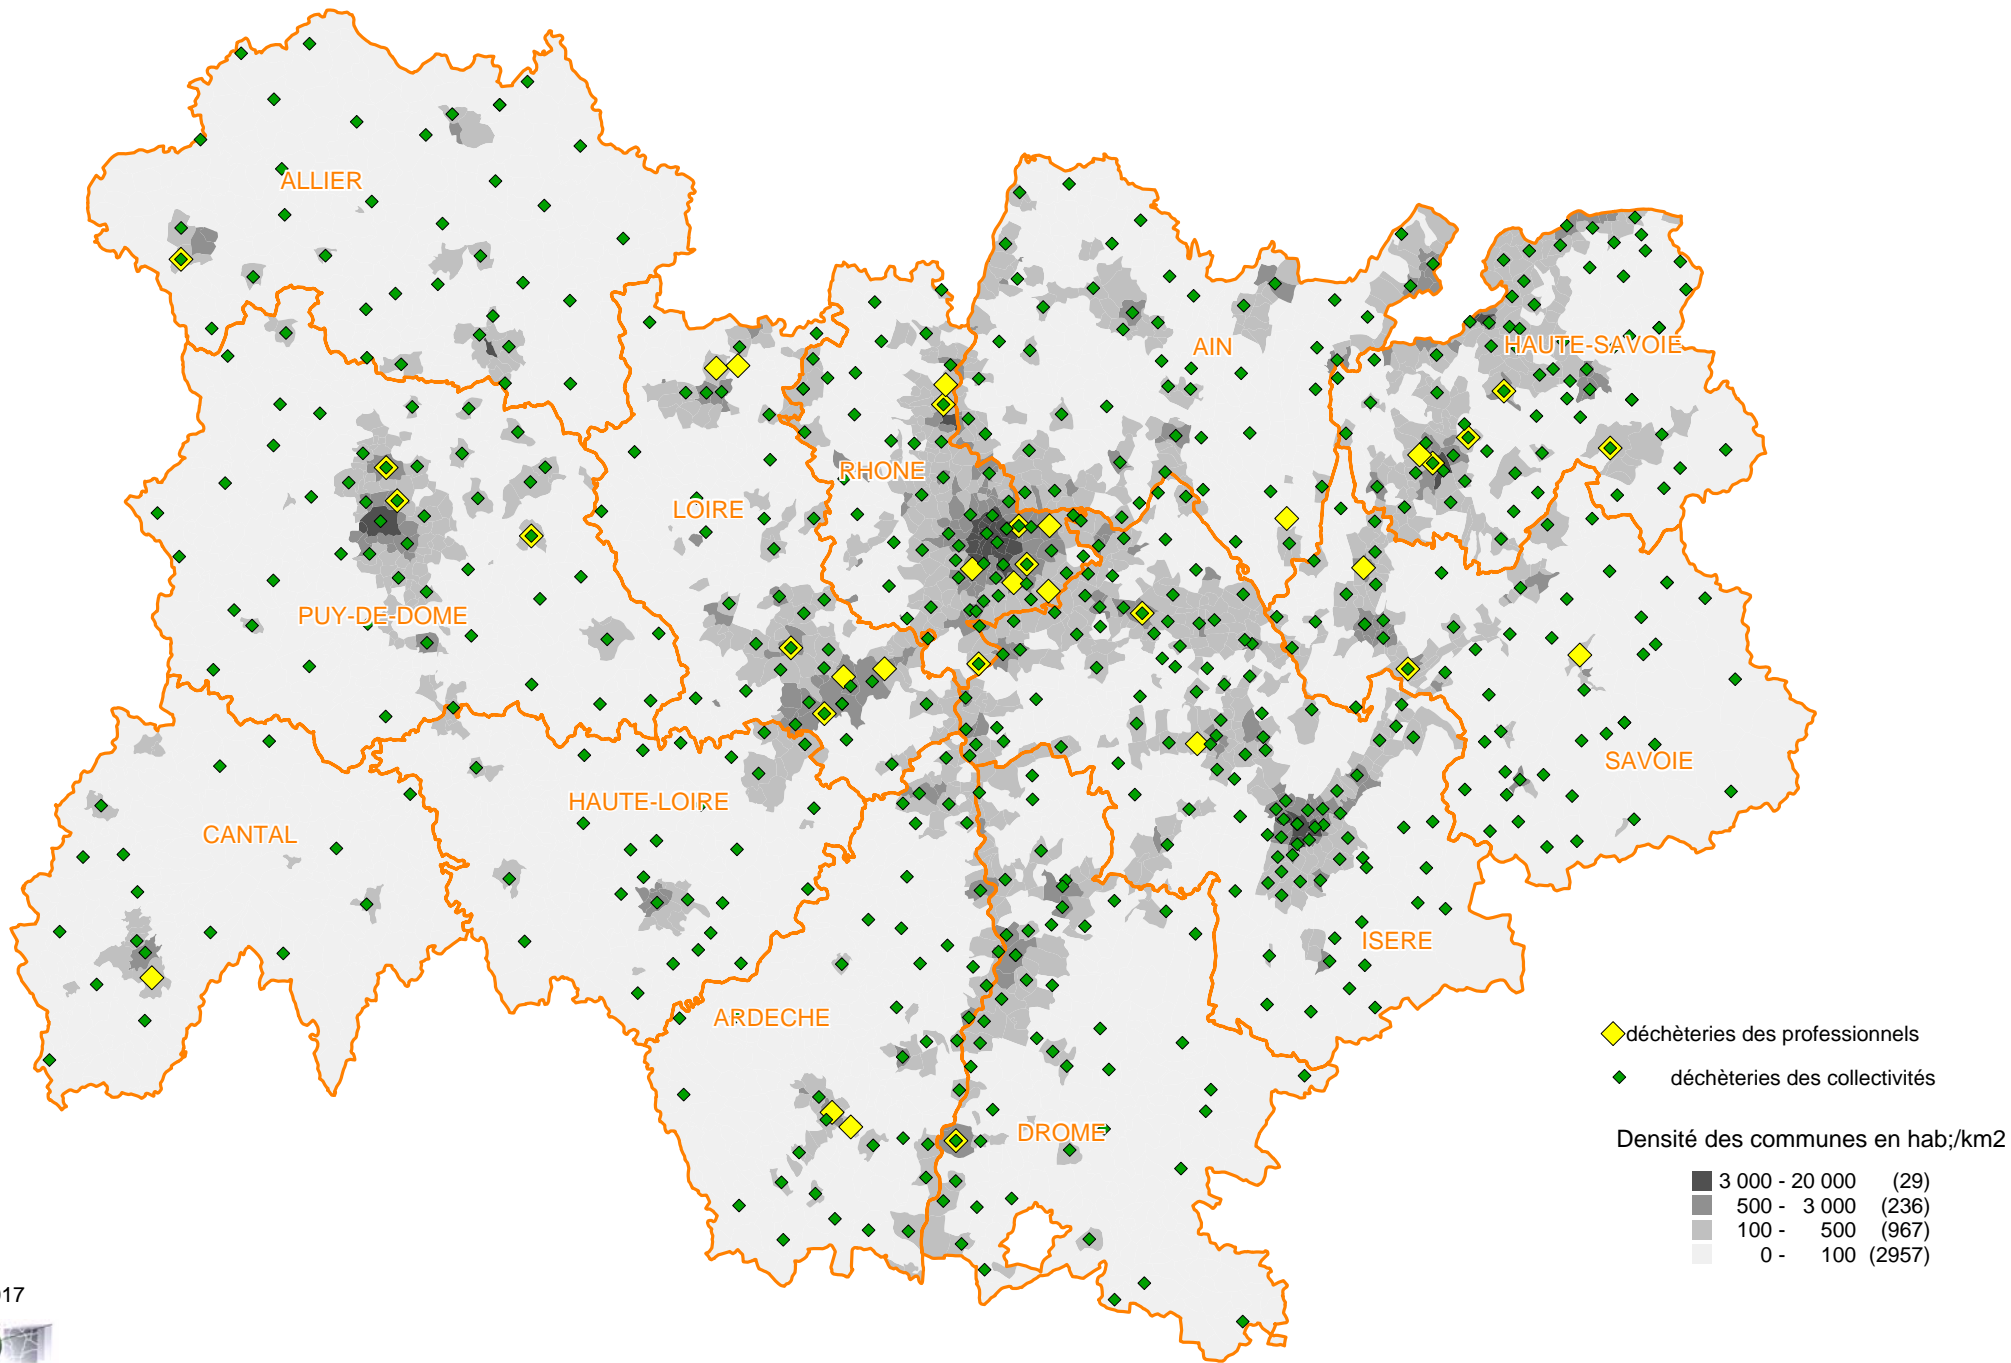 ALLIER
AIN
HAUTE-SAVOIE
RHONE
LOIRE
PUY-DE-DOME
SAVOIE
HAUTE-LOIRE
CANTAL
ISERE
ARDECHE
déchèteries des professionnels
déchèteries des collectivités
DROME
Densité des communes en hab;/km2
3 000 - 20 000 (29)
500 - 3 000 (236)
100 - 500 (967)
0 - 100 (2957)